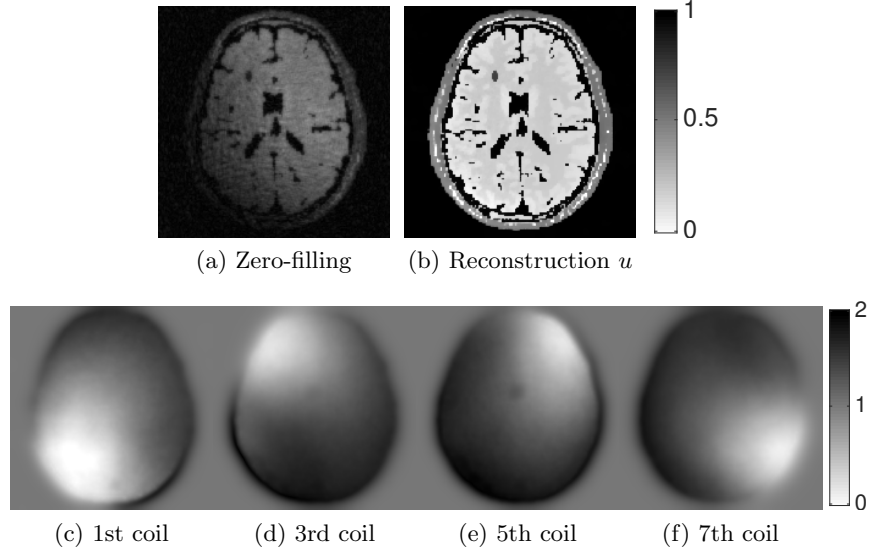 1
0.5
0
(a) Zero-filling
(b) Reconstruction u
2
1
0
(c) 1st coil
(d) 3rd coil
(e) 5th coil
(f) 7th coil